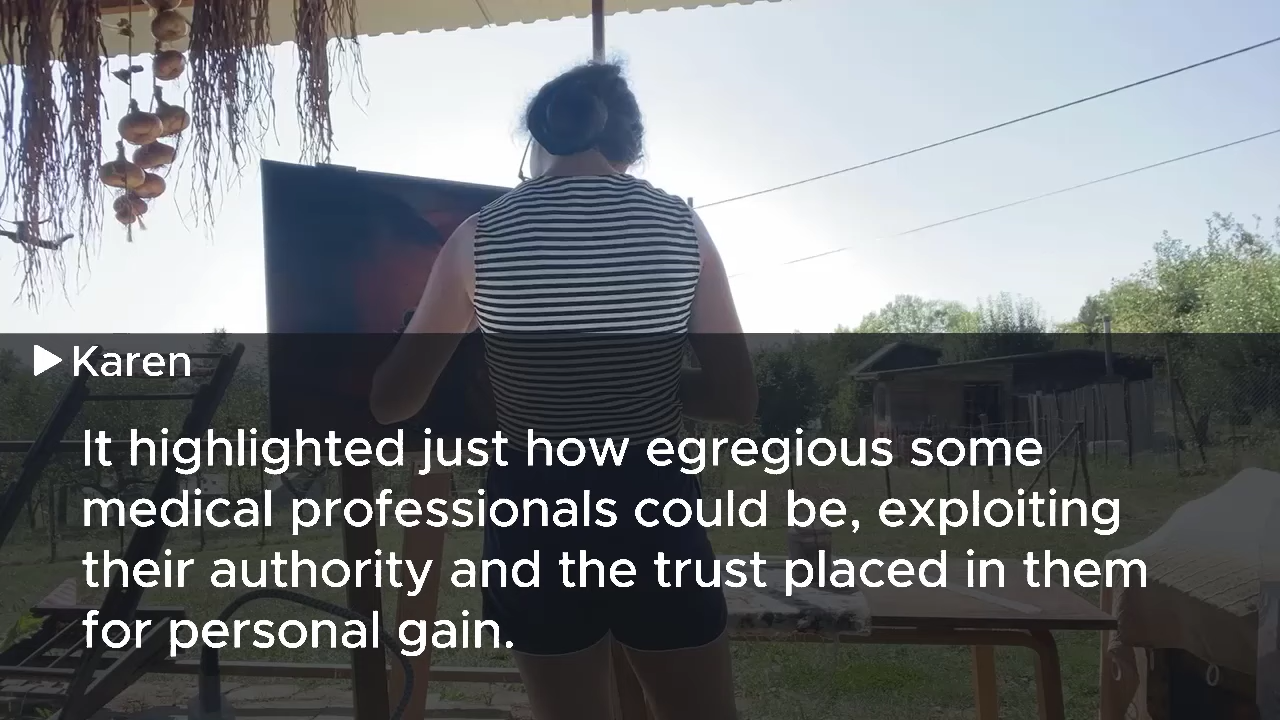 Karen
It highlighted just how egregious some
medical professionals could be, exploiting
their authority and the trust placed in them
for personal gain.